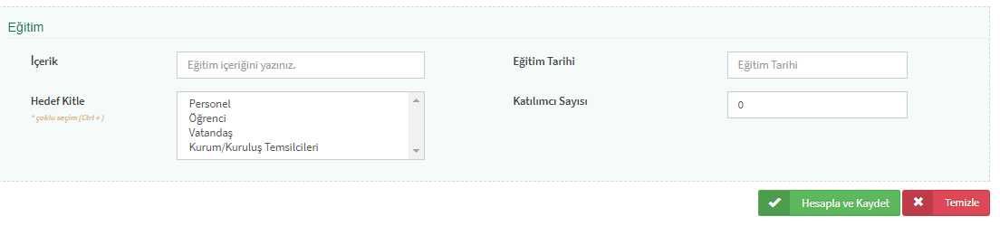 Eğitim
İçerik
Eğitim içeriğini yazınız.
Eğitim Tarihi
Eğitim Tarihi
Hedef Kitle
* çoklu seçim (Ctrl + )
Personel
Öğrenci
Vatandaş
Kurum/Kuruluş Temsilcileri
Katılımcı Sayısı
0
Hesapla ve Kaydet
Temizle